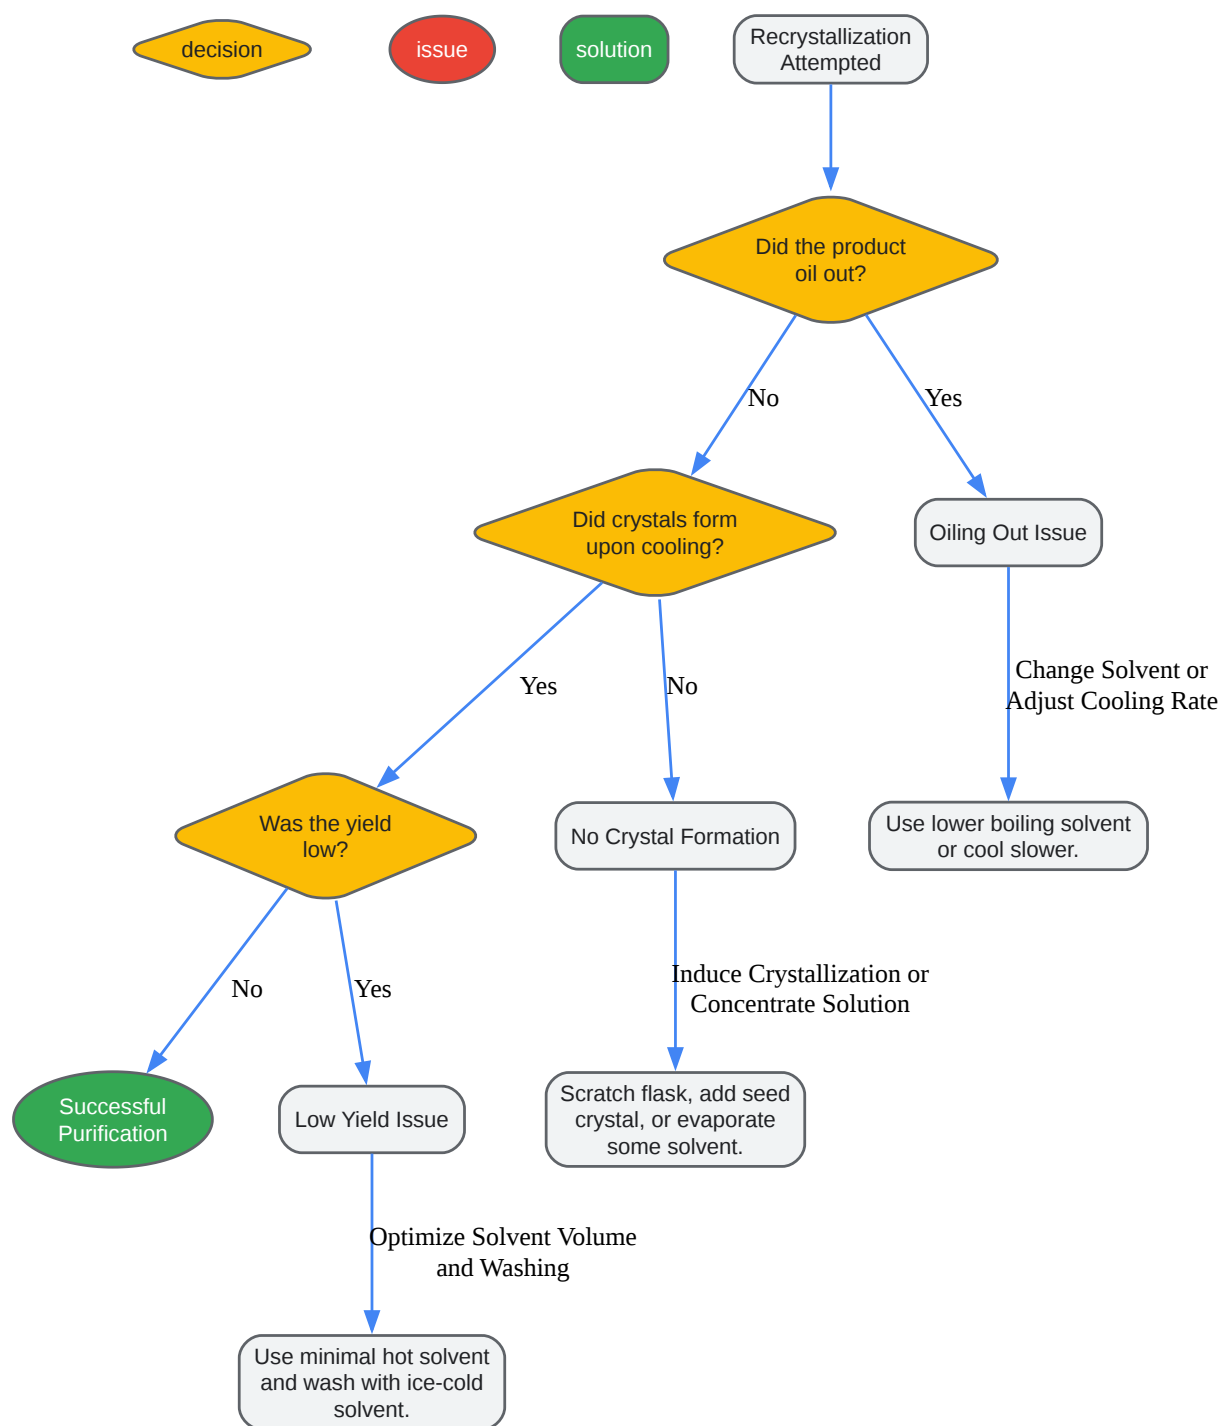 decision
issue
solution
Recrystallization
Attempted
Did the product
oil out?
No
Yes
Did crystals form
upon cooling?
Oiling Out Issue
Yes
No
Change Solvent or
Adjust Cooling Rate
Was the yield
low?
No Crystal Formation
Use lower boiling solvent
or cool slower.
No
Yes
Induce Crystallization or
Concentrate Solution
Successful
Purification
Low Yield Issue
Scratch flask, add seed
crystal, or evaporate
some solvent.
Optimize Solvent Volume
and Washing
Use minimal hot solvent
and wash with ice-cold
solvent.